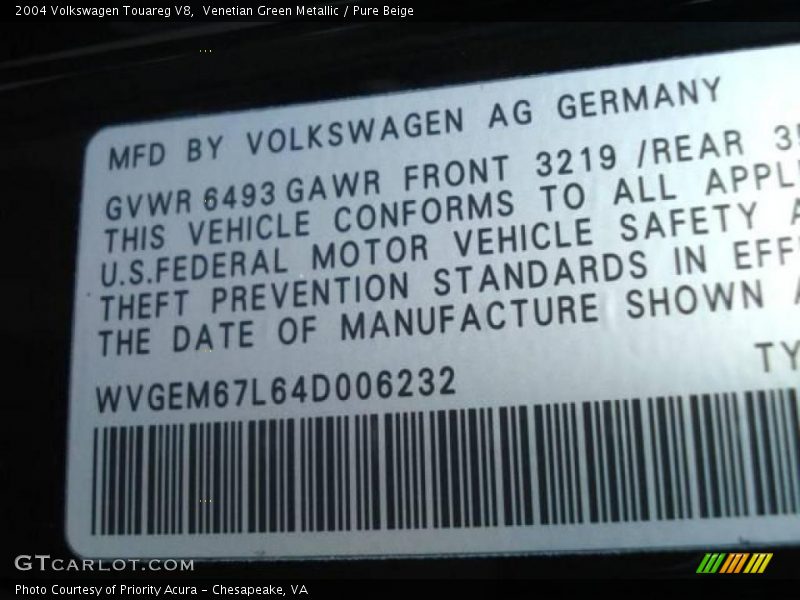 2004 Volkswagen Touareg V8,  Venetian Green Metallic / Pure Beige
MFD BY VOLKSWAGEN AG GERMANY
GVWR 6493 GAWR FRONT 3219 /REAR
THIS VEHICLE CONFORMS TO ALL
U.S.FEDERAL MOTOR VEHICLE SAFETY
THEFT PREVENTION STANDARDS IN
THE DATE OF MANUFACTURE SHOWN
WVGEM67L64D006232
GTCARLOT.COM
Photo Courtesy of Priority Acura - Chesapeake, VA